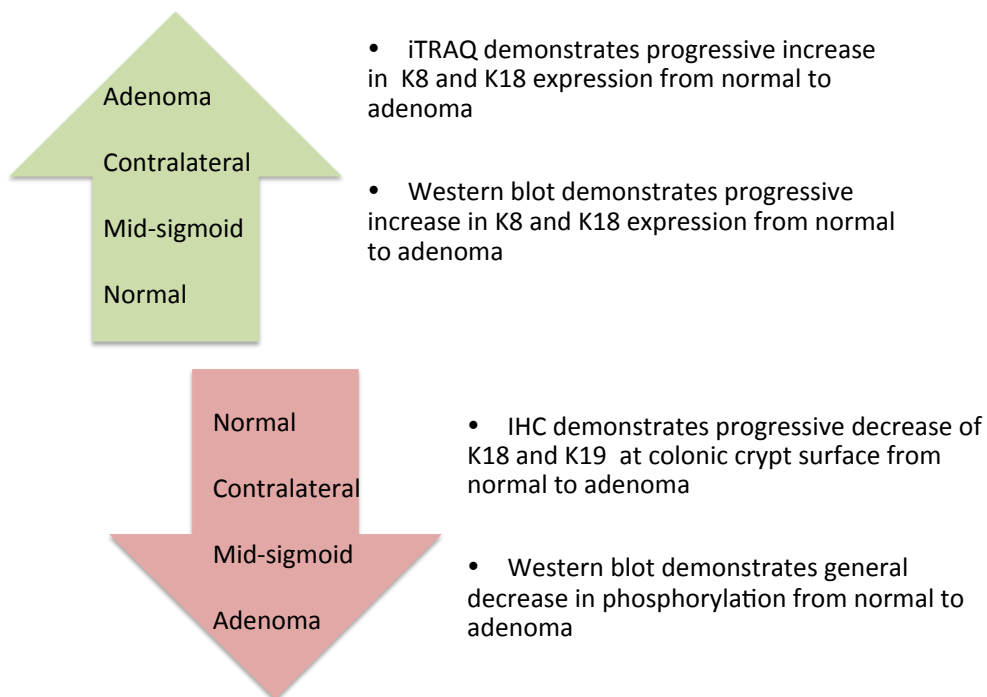 Adenoma
Contralateral
Mid-sigmoid
Normal
• iTRAQ demonstrates progressive increase
in K8 and K18 expression from normal to
adenoma
• Western blot demonstrates progressive
increase in K8 and K18 expression from normal
to adenoma
Normal
Contralateral
Mid-sigmoid
Adenoma
• IHC demonstrates progressive decrease of
K18 and K19 at colonic crypt surface from
normal to adenoma
• Western blot demonstrates general
decrease in phosphorylation from normal to
adenoma